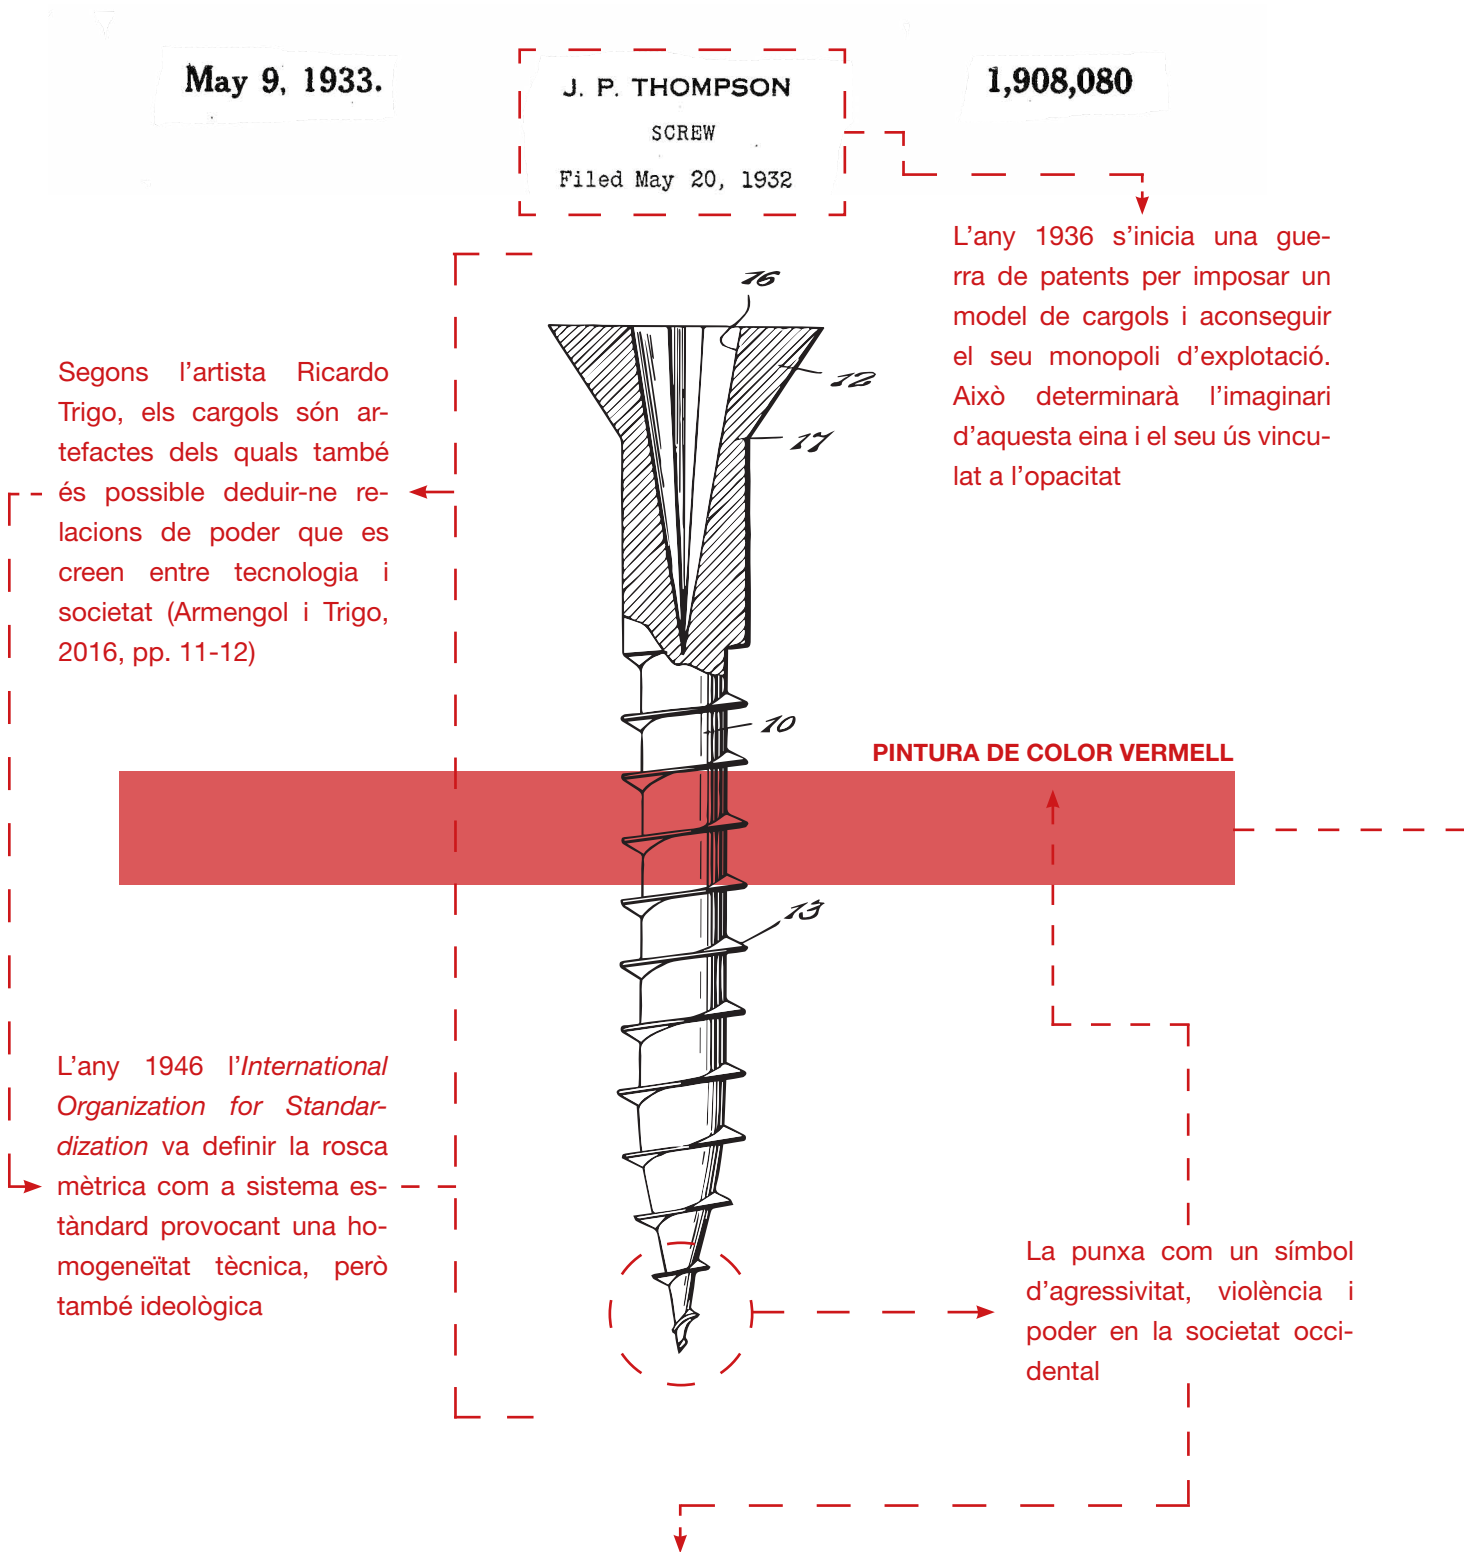 May 9, 1933.
J. P. THOMPSON
SCREW
Filed May 20, 1932
1,908,080
L’any 1936 s’inicia una gue-
rra de patents per imposar un
model de cargols i aconseguir
el seu monopoli d’explotació.
Això determinarà l’imaginari
d’aquesta eina i el seu ús vincu-
lat a l’opacitat
16
12
17
Segons l’artista Ricardo
Trigo, els cargols són ar-
tefactes dels quals també
és possible deduir-ne re-
lacions de poder que es
creen entre tecnologia i
societat (Armengol i Trigo,
2016, pp. 11-12)
10
PINTURA DE COLOR VERMELL
13
L’any 1946 l’International
Organization for Standar-
dization va definir la rosca
mètrica com a sistema es-
tàndard provocant una ho-
mogeneïtat tècnica, però
també ideològica
La punxa com un símbol
d’agressivitat, violència i
poder en la societat occi-
dental